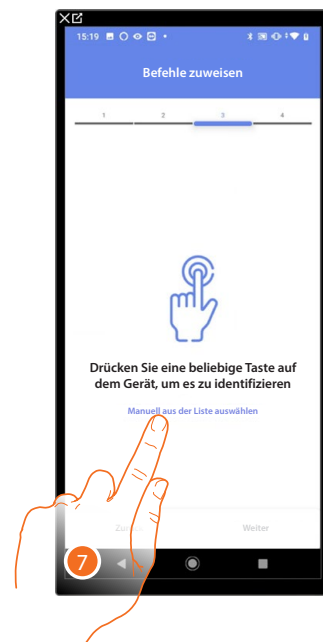 15:19
Befehle zuweisen
1 2 3 4
Drücken Sie eine beliebige Taste auf
dem Gerät, um es zu identifizieren
Manuell aus der Liste auswählen
Weiter
7